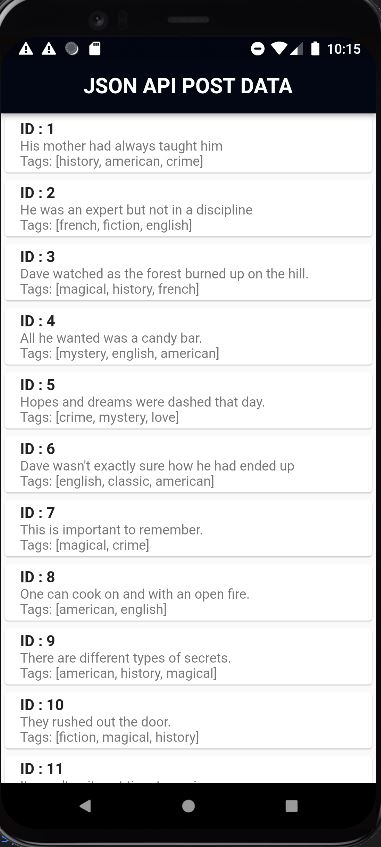 10:15
JSON API POST DATA
ID : 1
His mother had always taught him
Tags: [history, american, crime]
ID : 2
He was an expert but not in a discipline
Tags: [french, fiction, english]
ID : 3
Dave watched as the forest burned up on the hill.
Tags: [magical, history, french]
ID : 4
All he wanted was a candy bar.
Tags: [mystery, english, american]
ID : 5
Hopes and dreams were dashed that day.
Tags: [crime, mystery, love]
ID : 6
Dave wasn't exactly sure how he had ended up
Tags: [english, classic, american]
ID : 7
This is important to remember.
Tags: [magical, crime]
ID : 8
One can cook on and with an open fire.
Tags: [american, english]
ID : 9
There are different types of secrets.
Tags: [american, history, magical]
ID : 10
They rushed out the door.
Tags: [fiction, magical, history]
ID : 11